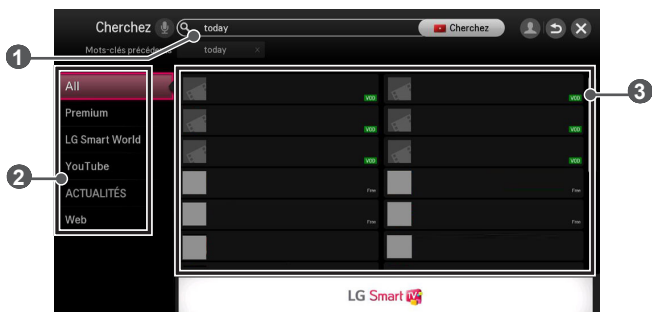 Cherchez today Cherchez
1
Mots-clés précédents today ×
All
3
Premium
VOD VOD
LG Smart World
VOD VOD
YouTube
VOD VOD
2
ACTUALITÉS
Free Free
Web
Free Free
LG Smart TV